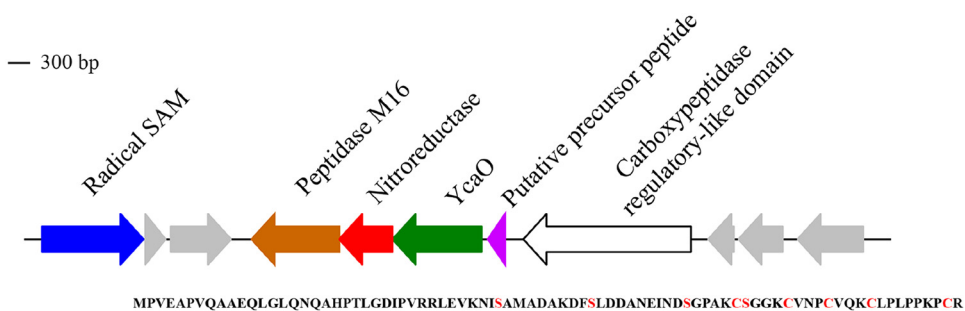 300 bp
Radical SAM
Peptidase M16
Nitroreductase
YcaO
Putative precursor peptide
Carboxypeptidase
regulatory-like domain
MPVEAPVQAAEQLGLQNQAHPTLGDIPVRRLEVKNISAMADAKDFSLDDANEINDSGPAKCSGGKCVNPCVQKCLPLPPKPCR